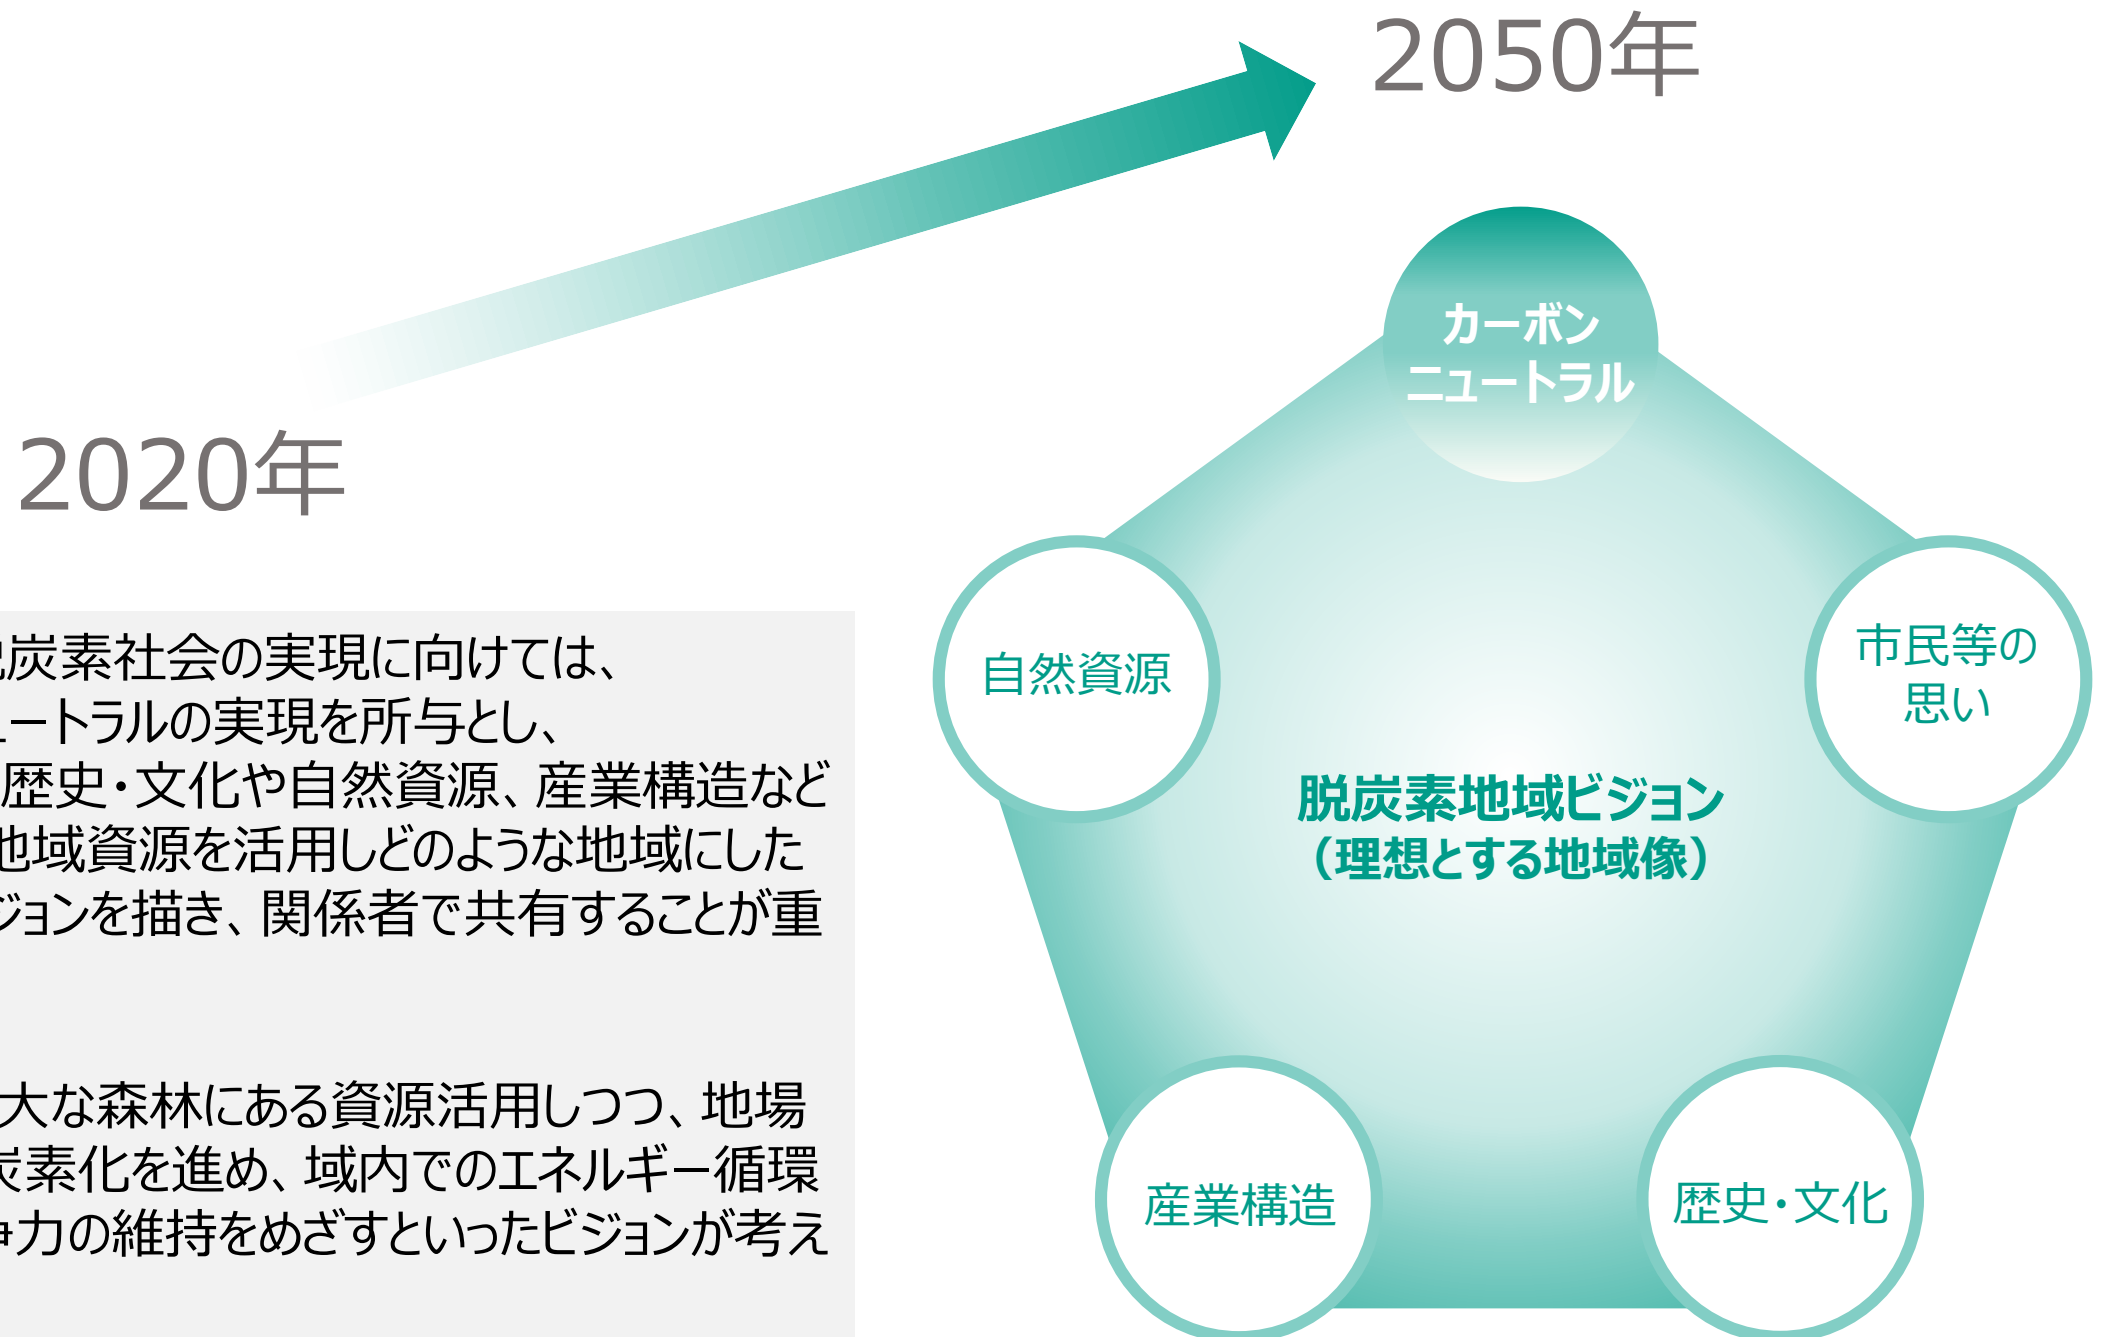 2050年
2020年
カーボン
ニュートラル
自然資源
市民等の
思い
脱炭素地域ビジョン
（理想とする地域像）
産業構造
歴史・文化
脱炭素社会の実現に向けては、
ュートラルの実現を所与とし、
歴史・文化や自然資源、産業構造など
地域資源を活用しどのような地域にした
ジョンを描き、関係者で共有することが重
大な森林にある資源活用しつつ、地場
炭素化を進め、域内でのエネルギー循環
争力の維持をめざすといったビジョンが考え